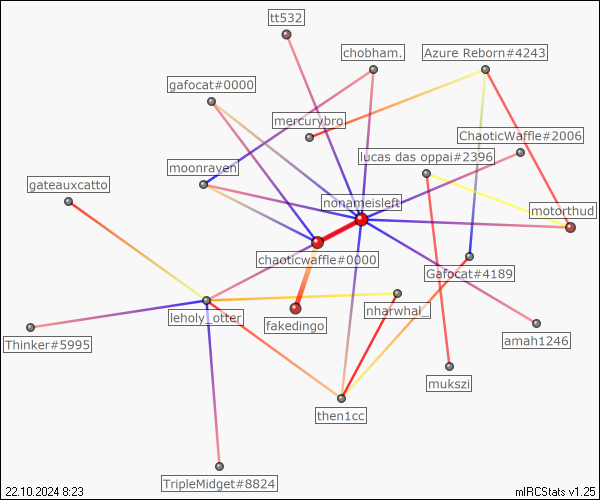 tt532
chobham.
Azure Reborn#4243
gafocat#0000
mercurybro
ChaoticWaffle#2006
lucas das oppai#2396
moonraven
gateauxcatto
nonameisleft
motorthud
chaoticwaffle#0000
Gafocat#4189
nharwhal_
leholy_otter
fakedingo
amah1246
Thinker#5995
mukszi
then1cc
TripleMidget#8824
22.10.2024 8:23
mIRCStats v1.25